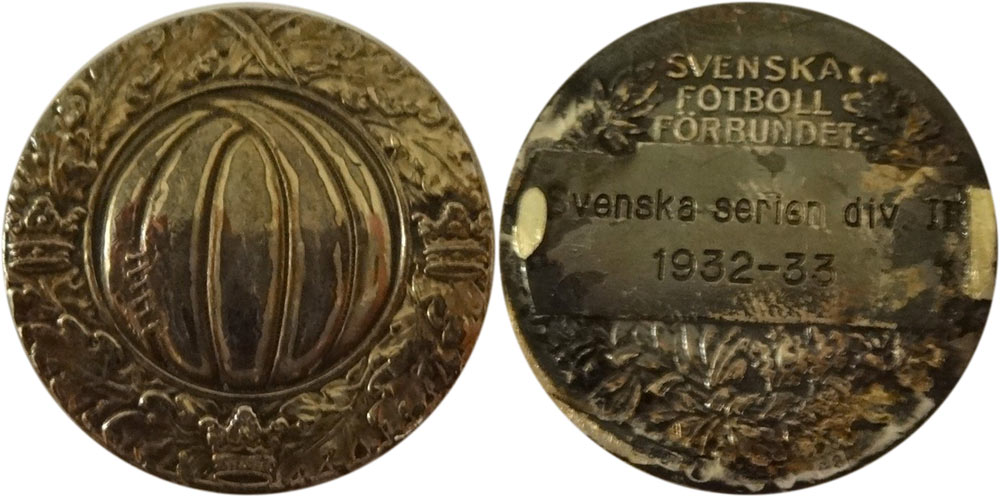 SVENSKA
FOTBOLL
FÖRBUNDET
Svenska serien div. II
1932-33